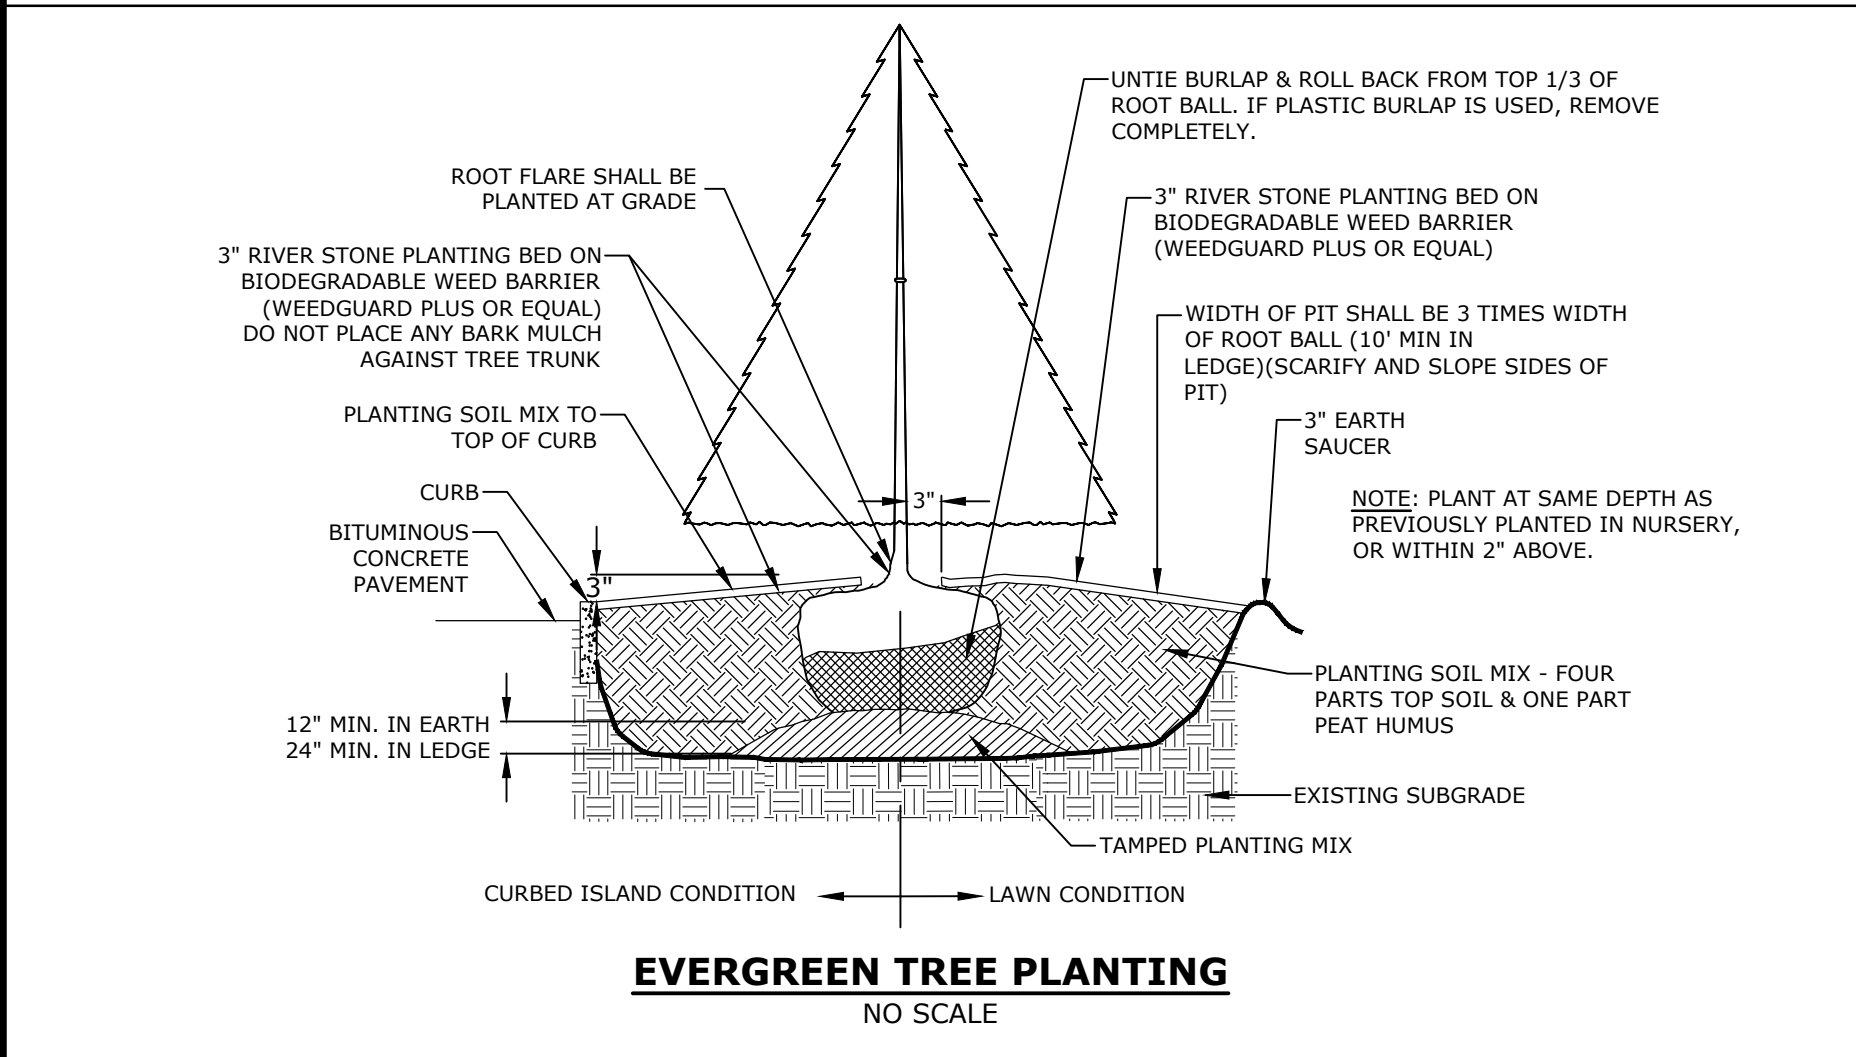 UNTIE BURLAP & ROLL BACK FROM TOP 1/3 OF
ROOT BALL. IF PLASTIC BURLAP IS USED, REMOVE
COMPLETELY.
ROOT FLARE SHALL BE
PLANTED AT GRADE
3" RIVER STONE PLANTING BED ON
BIODEGRADABLE WEED BARRIER
(WEEDGUARD PLUS OR EQUAL)
3" RIVER STONE PLANTING BED ON
BIODEGRADABLE WEED BARRIER
(WEEDGUARD PLUS OR EQUAL)
DO NOT PLACE ANY BARK MULCH
AGAINST TREE TRUNK
WIDTH OF PIT SHALL BE 3 TIMES WIDTH
OF ROOT BALL (10' MIN IN
LEDGE)(SCARIFY AND SLOPE SIDES OF
PIT)
PLANTING SOIL MIX TO
TOP OF CURB
3" EARTH
SAUCER
CURB
3"
NOTE: PLANT AT SAME DEPTH AS
PREVIOUSLY PLANTED IN NURSERY,
OR WITHIN 2" ABOVE.
BITUMINOUS
CONCRETE
PAVEMENT
3"
PLANTING SOIL MIX - FOUR
PARTS TOP SOIL & ONE PART
PEAT HUMUS
12" MIN. IN EARTH
24" MIN. IN LEDGE
EXISTING SUBGRADE
TAMPED PLANTING MIX
CURBED ISLAND CONDITION
LAWN CONDITION
EVERGREEN TREE PLANTING
NO SCALE